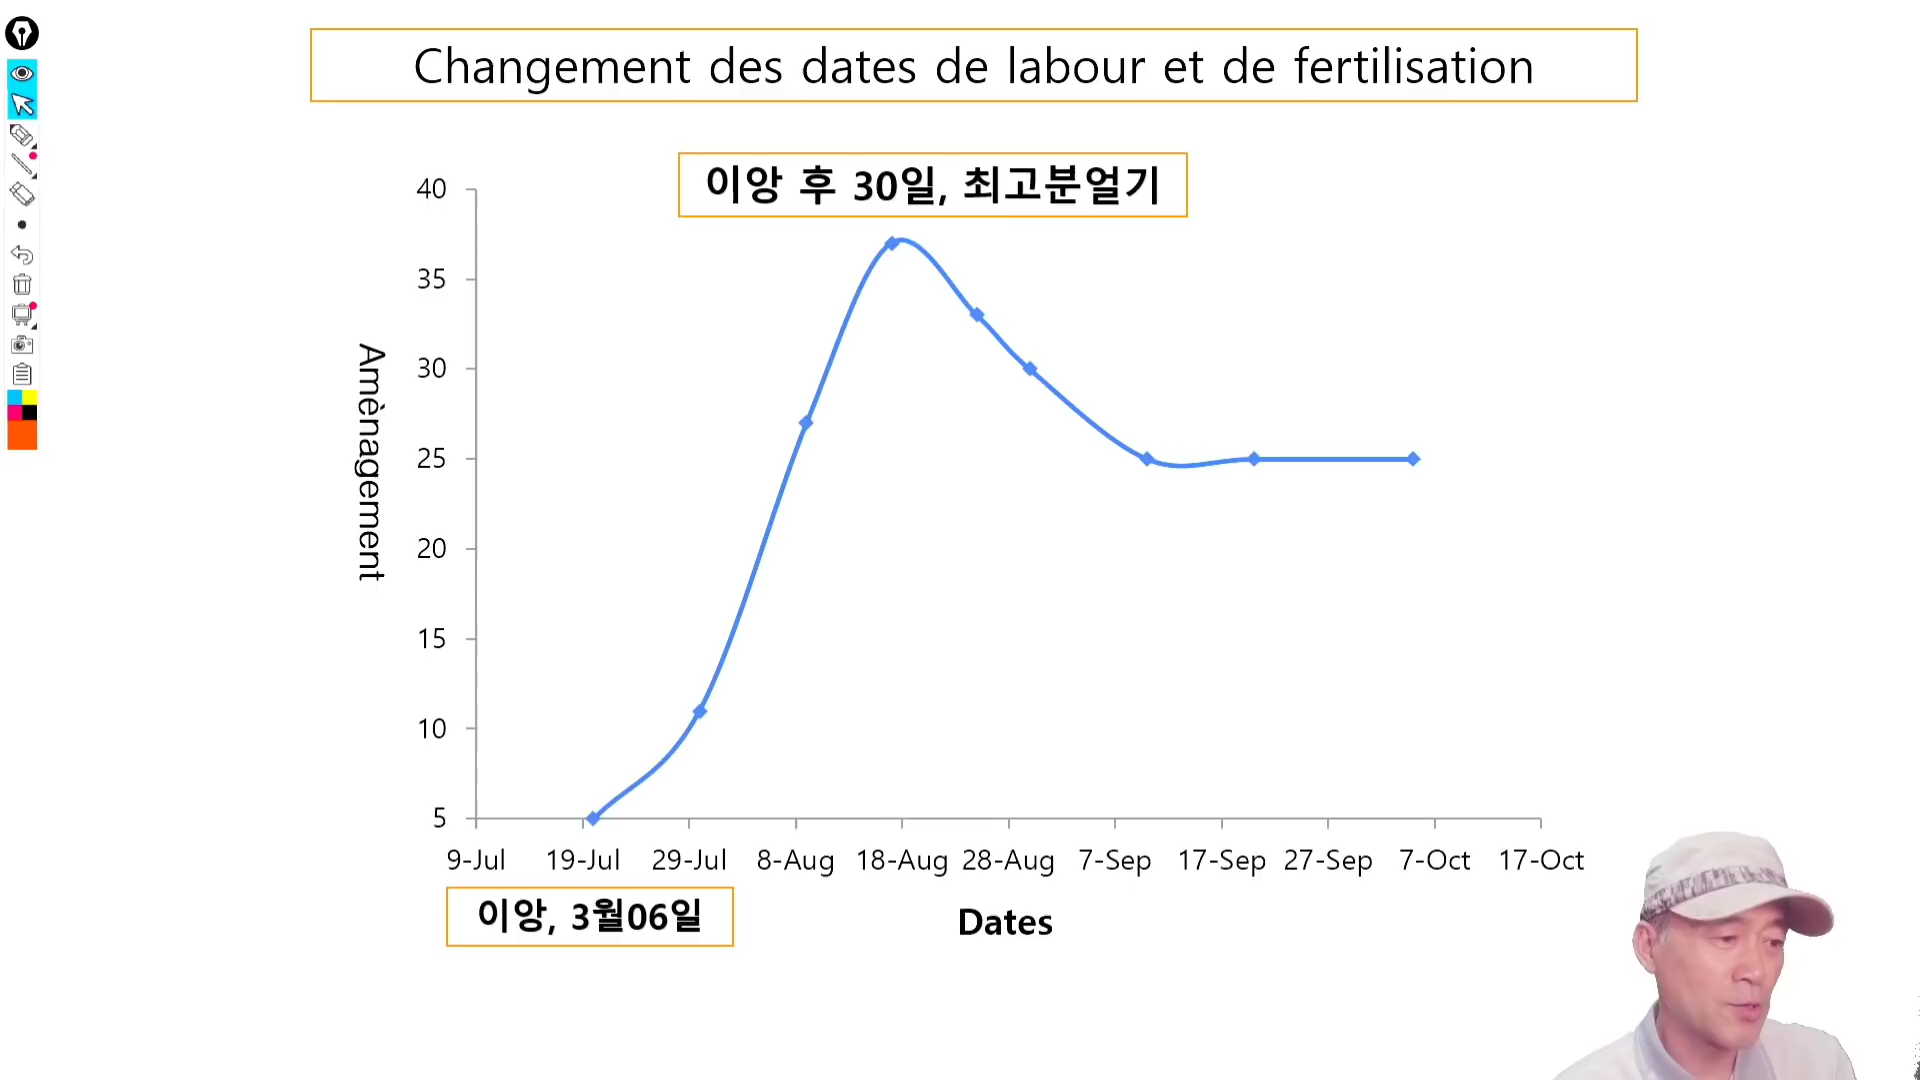 Changement des dates de labour et de fertilisation
이앙 후 30일, 최고분얼기
40
35
30
25
20
15
10
5
Amènagement
9-Jul 19-Jul 29-Jul 8-Aug 18-Aug 28-Aug 7-Sep 17-Sep 27-Sep 7-Oct 17-Oct
이앙, 3월06일
Dates